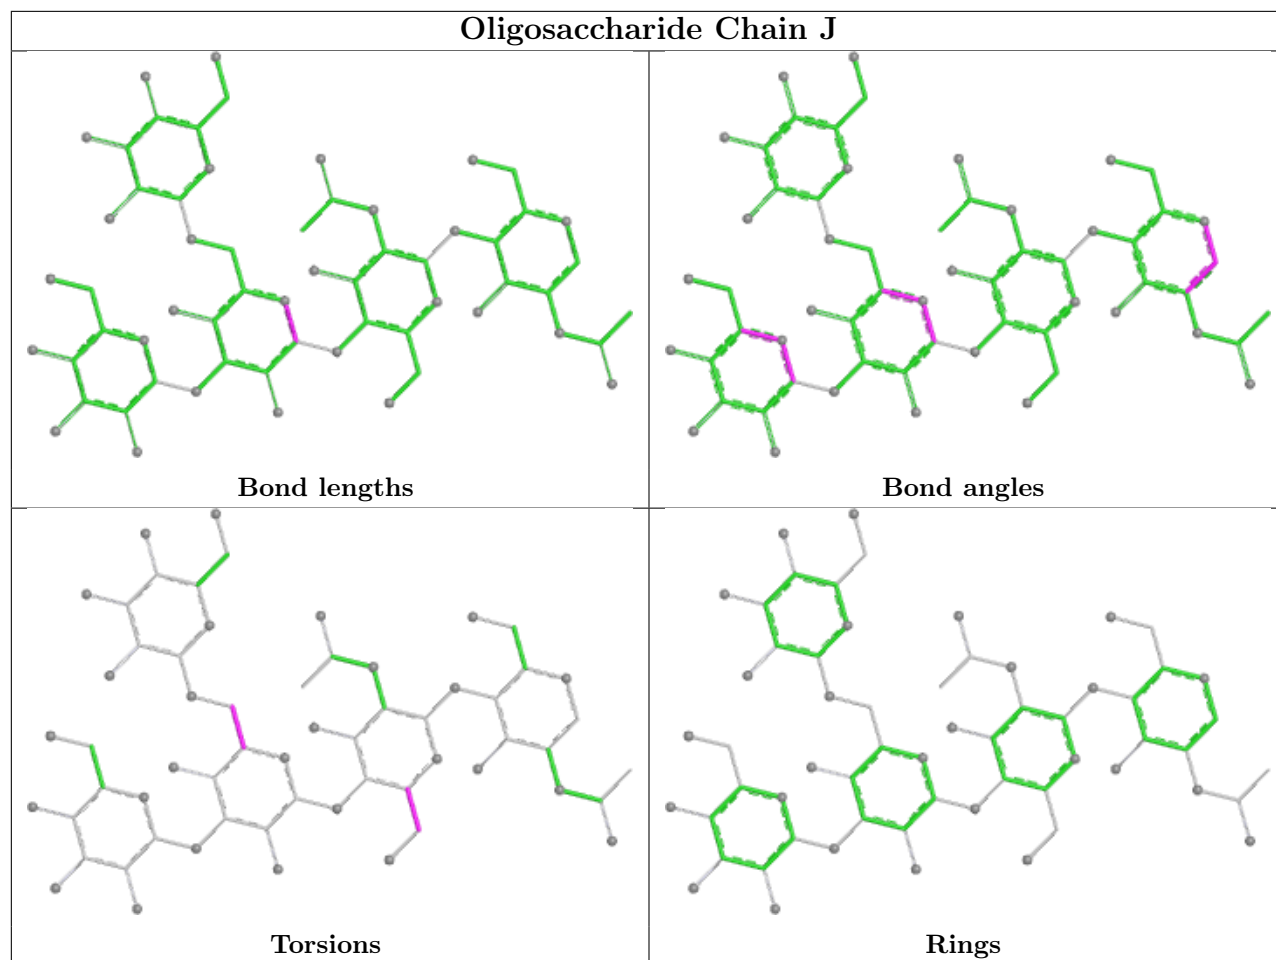 Oligosaccharide Chain J
Bond lengths
Bond angles
Torsions
Rings